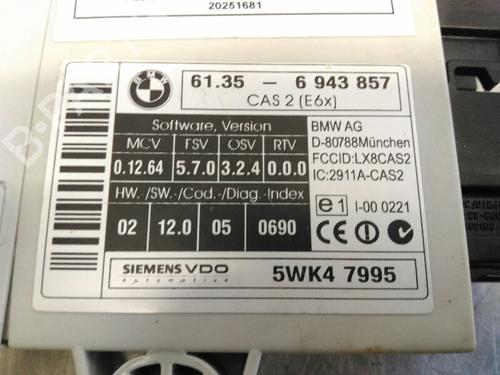 20251681
BMW
61.35 - 6 943 857
CAS 2 (E6x)
Software, Version
MCV FSV OSV RTV
0.12.64 5.7.0 3.2.4 0.0.0
HW.-/SW.-/Cod.-/Diag.-Index
02 12.0 05 0690
BMW AG
D-80788München
FCCID:LX8CAS2
IC:2911A-CAS2
e1 I-00 0221
SIEMENS VDO
Automotive
5WK4 7995